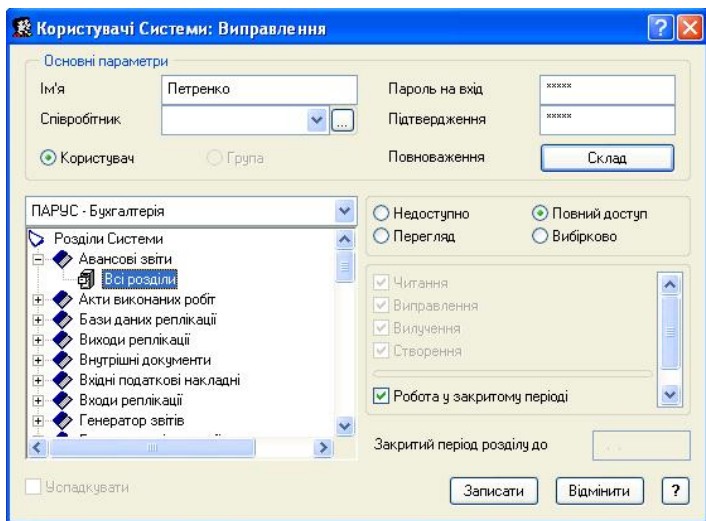 Користувачі Системи: Виправлення
Основні параметри
Ім'я Петренко Пароль на вхід *****
Співробітник ... Підтвердження *****
Користувач Група Повноваження Склад
ПАРУС - Бухгалтерія
Недоступно Повний доступ
Перегляд Вибірково
Розділи Системи
Авансові звіти
Всі розділи
Акти виконаних робіт
Бази даних реплікації
Виходи реплікації
Внутрішні документи
Вхідні податкові накладні
Входи реплікації
Генератор звітів
Читання
Виправлення
Вилучення
Створення
Робота у закритому періоді
Закритий період розділу до . .
Успадкувати Записати Відмінити ?